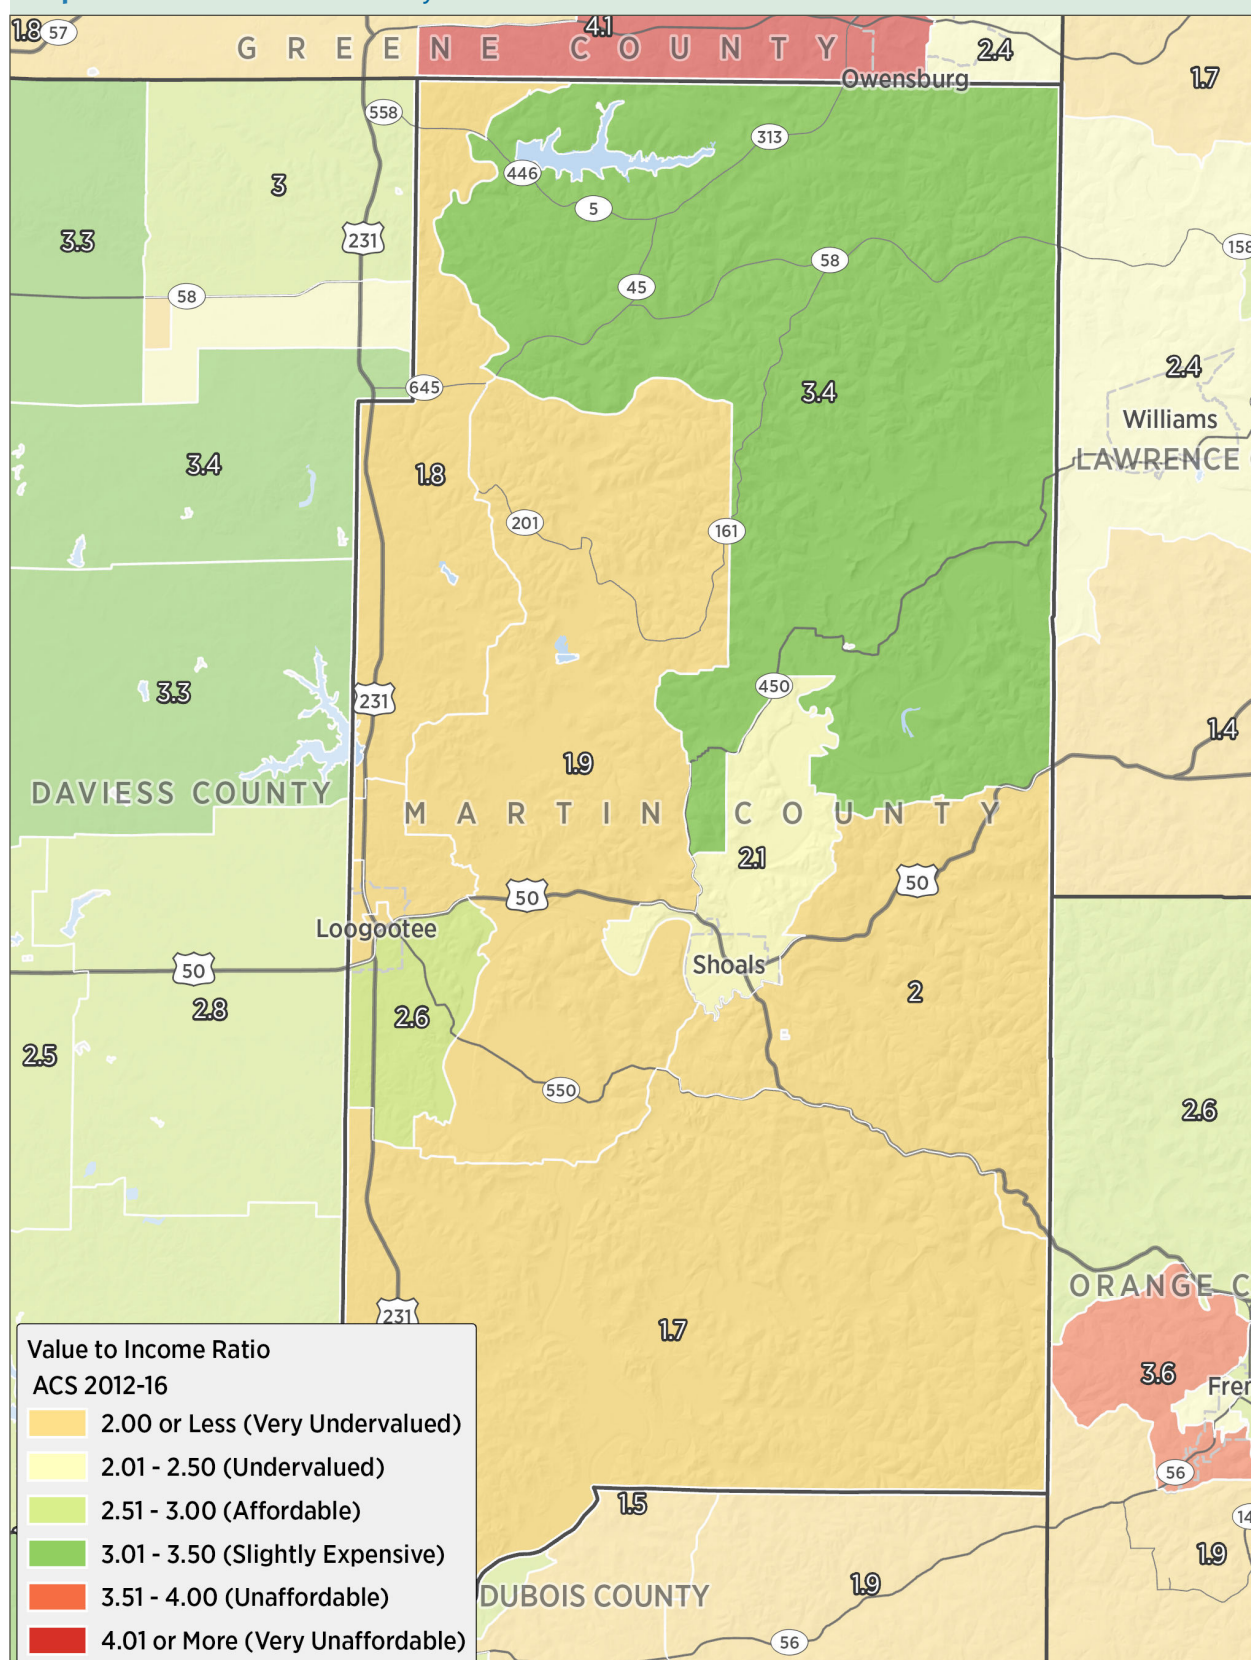 1.8
57
4.1
GREENE COUNTY
2.4
Owensburg
1.7
558
313
446
3
5
231
3.3
158
58
45
58
2.4
645
3.4
Williams
LAWRENCE
3.4
1.8
201
161
3.3
450
231
1.4
1.9
DAVIESS COUNTY
MARTIN COUNTY
2.1
50
50
Loogootee
Shoals
50
2.8
2.6
2
2.5
550
2.6
ORANGE C
231
1.7
3.6
Fren
56
1.5
14
1.9
1.9
DUBOIS COUNTY
56
Value to Income Ratio
ACS 2012-16
2.00 or Less (Very Undervalued)
2.01 - 2.50 (Undervalued)
2.51 - 3.00 (Affordable)
3.01 - 3.50 (Slightly Expensive)
3.51 - 4.00 (Unaffordable)
4.01 or More (Very Unaffordable)